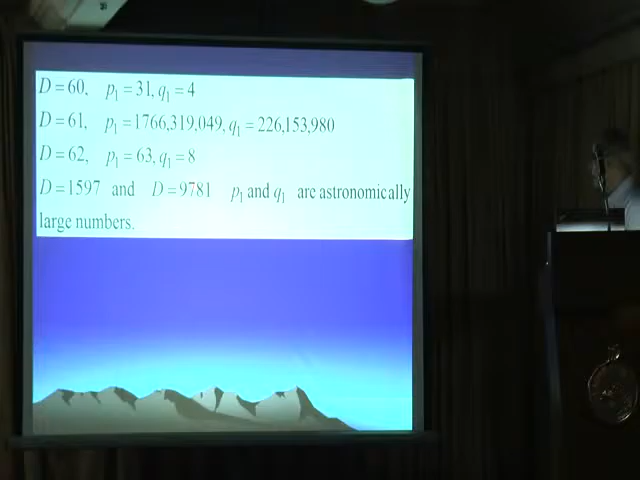 D = 60, p₁ = 31, q₁ = 4
D = 61, p₁ = 1766,319,049, q₁ = 226,153,980
D = 62, p₁ = 63, q₁ = 8
D = 1597 and D = 9781 p₁ and q₁ are astronomically
large numbers.